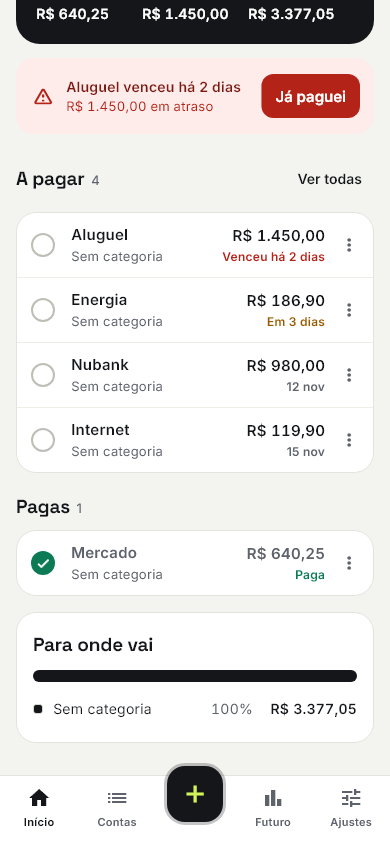 R$ 640,25 R$ 1.450,00 R$ 3.377,05
Aluguel venceu há 2 dias
R$ 1.450,00 em atraso
Já paguei
A pagar 4
Ver todas
Aluguel R$ 1.450,00
Sem categoria Venceu há 2 dias
Energia R$ 186,90
Sem categoria Em 3 dias
Nubank R$ 980,00
Sem categoria 12 nov
Internet R$ 119,90
Sem categoria 15 nov
Pagas 1
Mercado R$ 640,25
Sem categoria Paga
Para onde vai
Sem categoria 100% R$ 3.377,05
Início Contas Futuro Ajustes